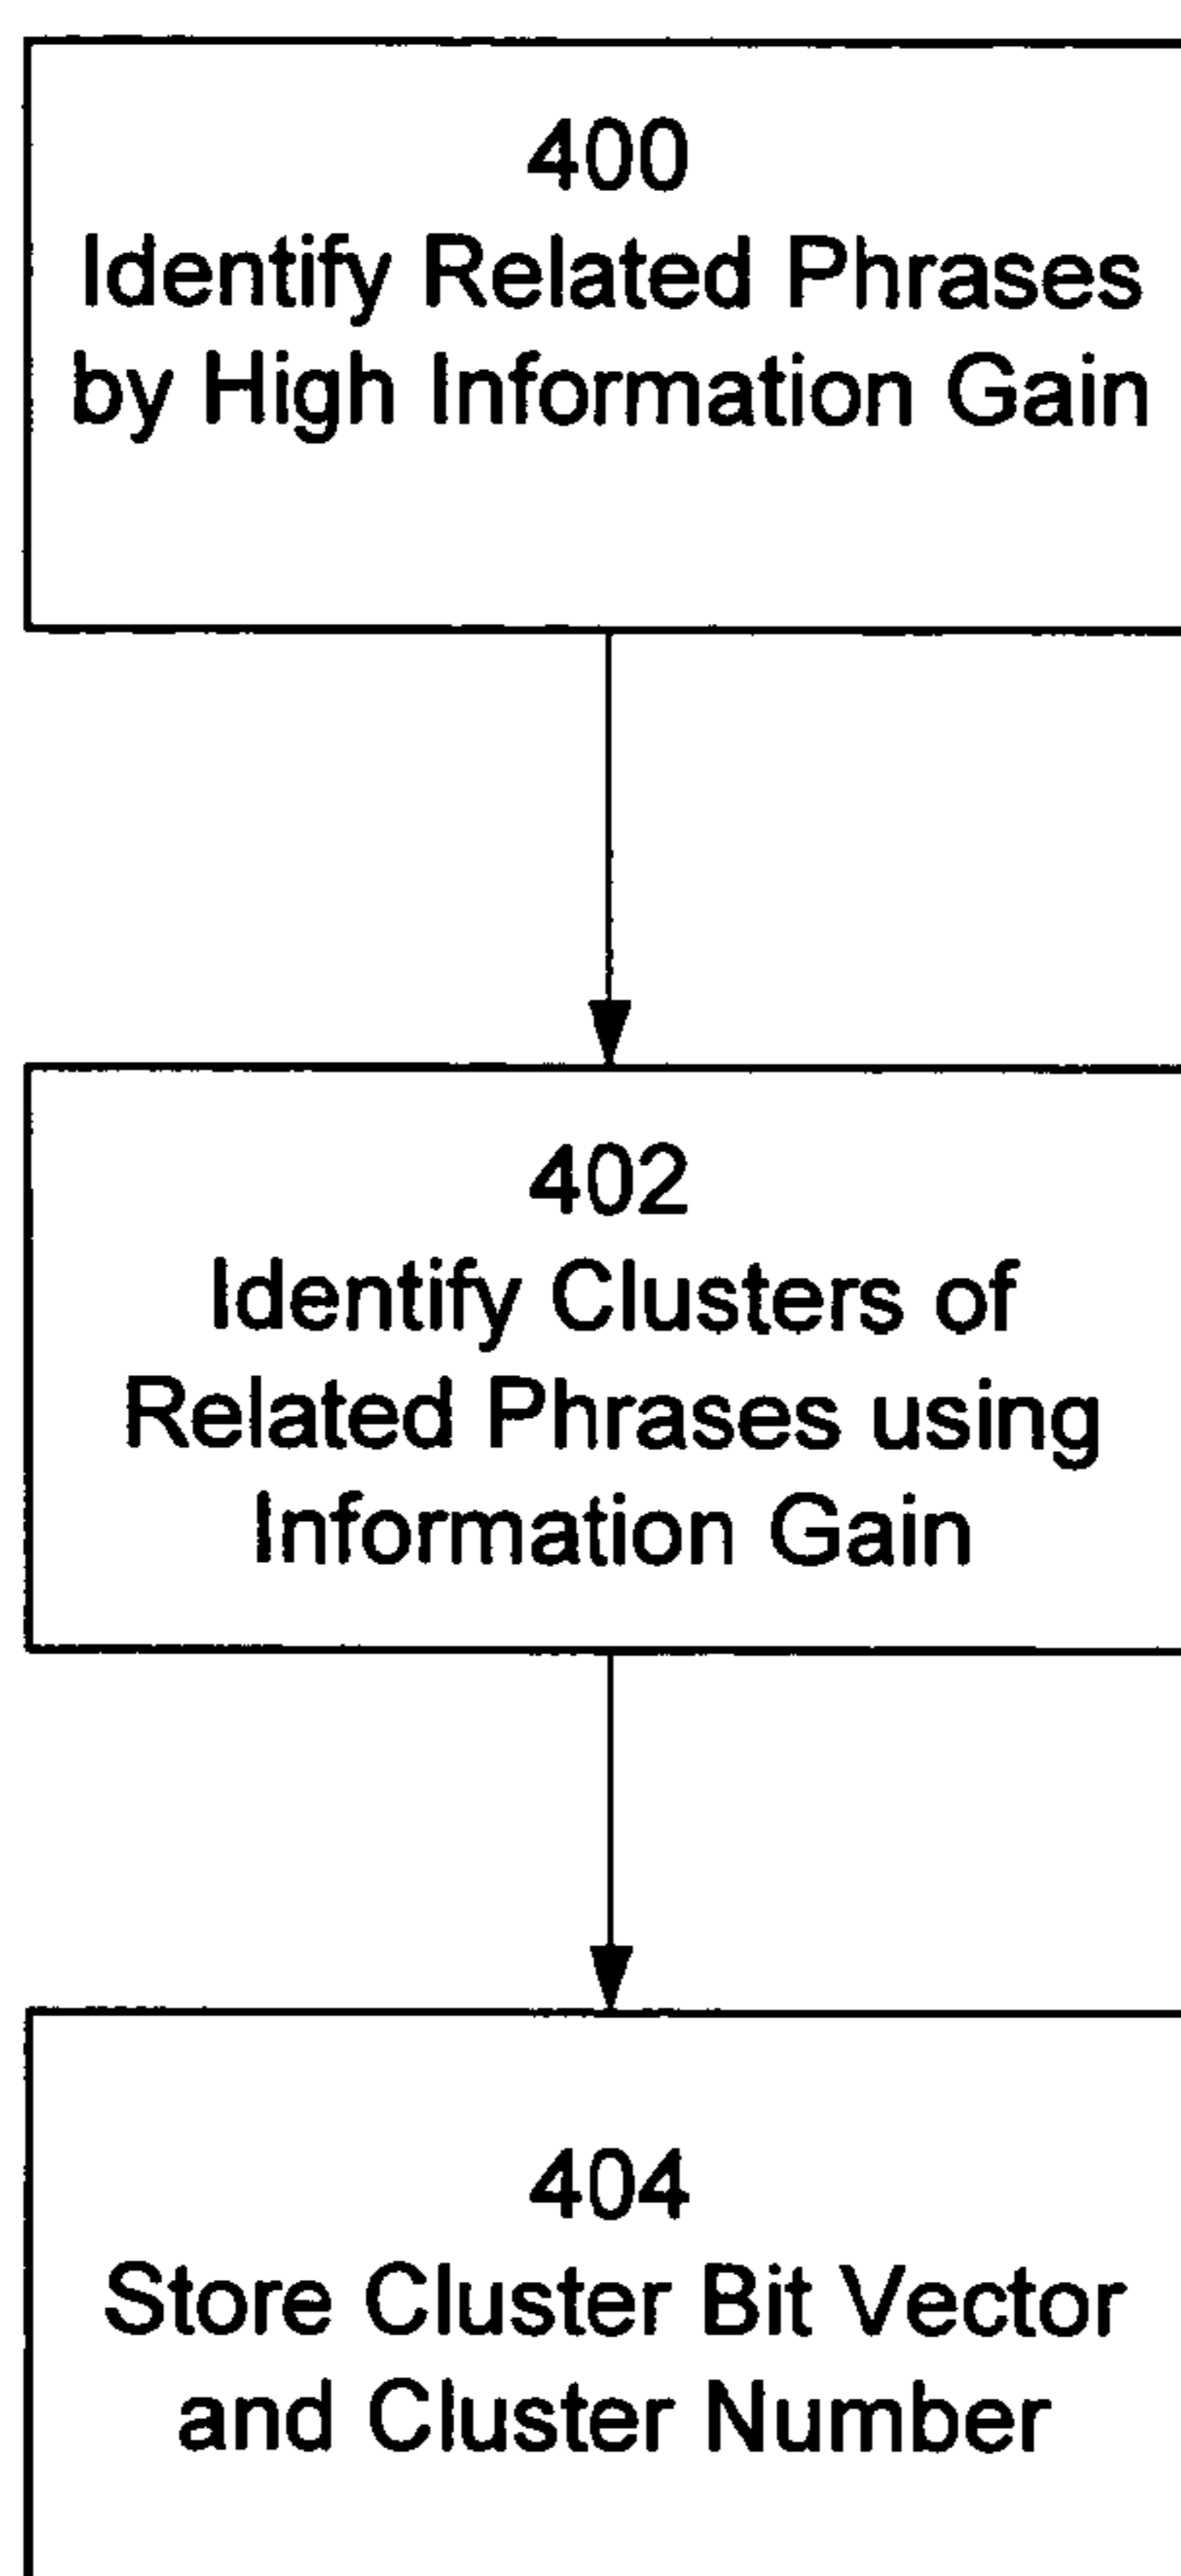 400
Identify Related Phrases
by High Information Gain
402
Identify Clusters of
Related Phrases using
Information Gain
404
Store Cluster Bit Vector
and Cluster Number